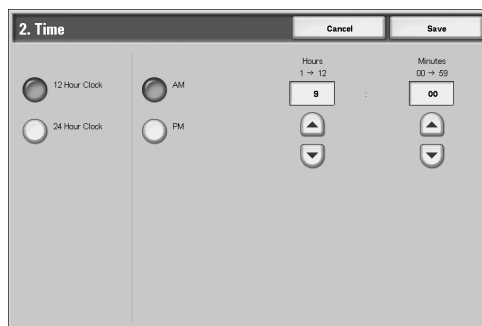 2. Time
Cancel
Save
12 Hour Clock
24 Hour Clock
AM
PM
Hours
1 → 12
9
:
Minutes
00 → 59
00